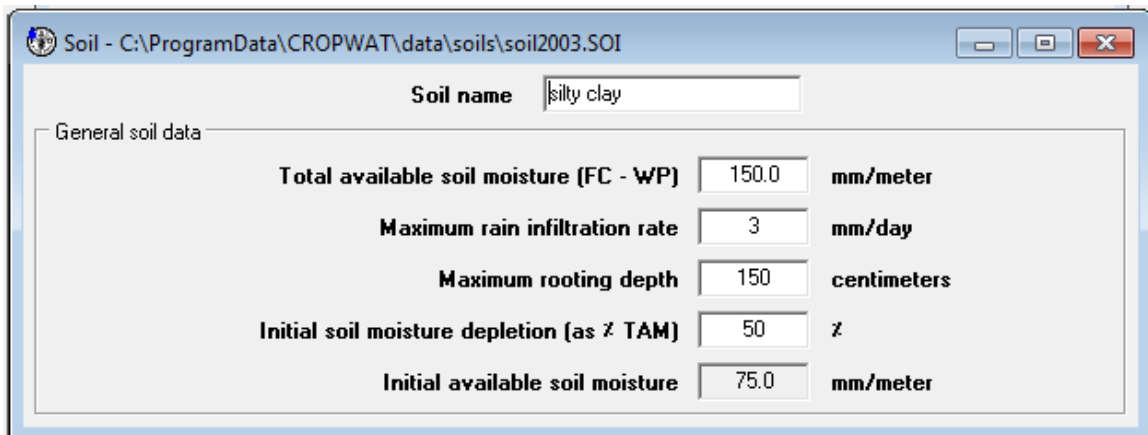 Soil - C:\ProgramData\CROPWAT\data\soils\soil2003.SOI
Soil name silty clay
General soil data
Total available soil moisture (FC - WP) 150.0 mm/meter
Maximum rain infiltration rate 3 mm/day
Maximum rooting depth 150 centimeters
Initial soil moisture depletion (as % TAM) 50 %
Initial available soil moisture 75.0 mm/meter